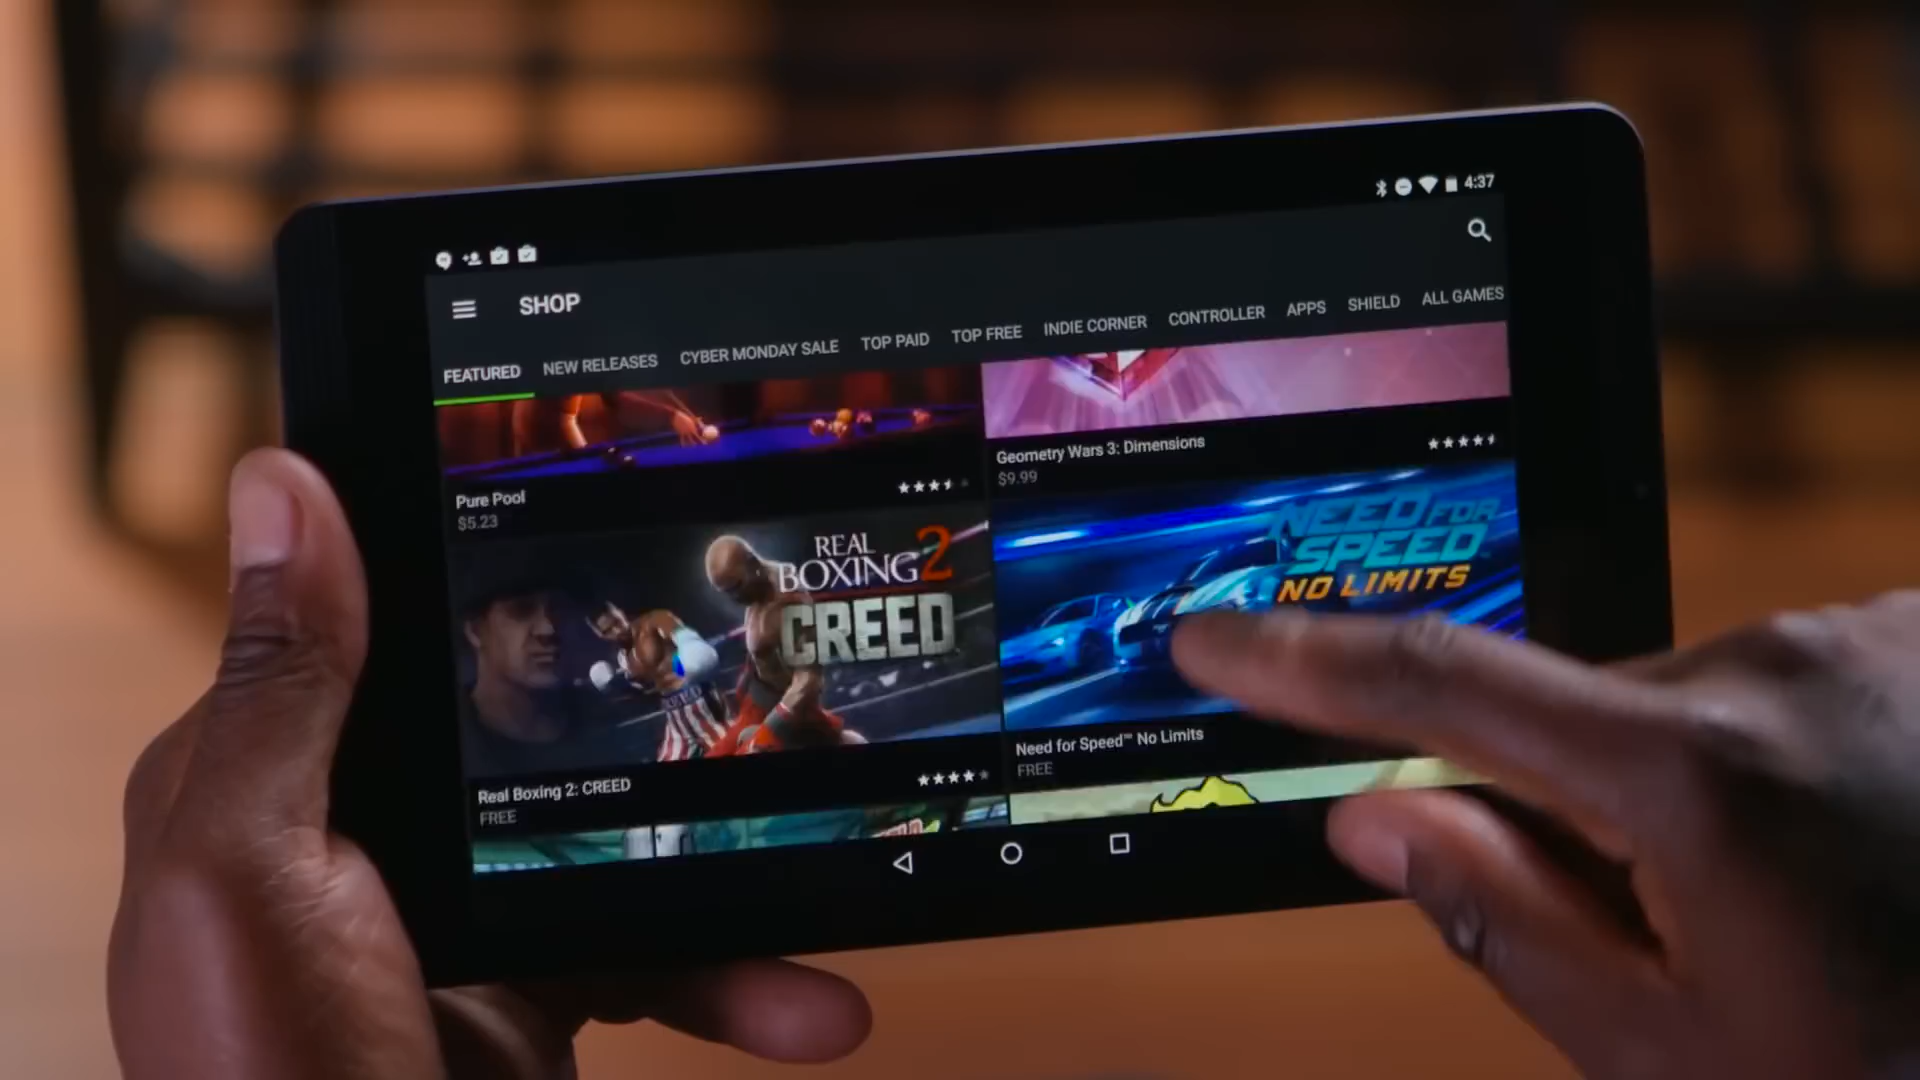 4:37
SHOP
FEATURED NEW RELEASES CYBER MONDAY SALE TOP PAID TOP FREE INDIE CORNER CONTROLLER APPS SHIELD ALL GAMES
Pure Pool
$5.23
Geometry Wars 3: Dimensions
$9.99
REAL
BOXING 2
CREED
Real Boxing 2: CREED
FREE
NEED FOR
SPEED
NO LIMITS
Need for Speed™ No Limits
FREE